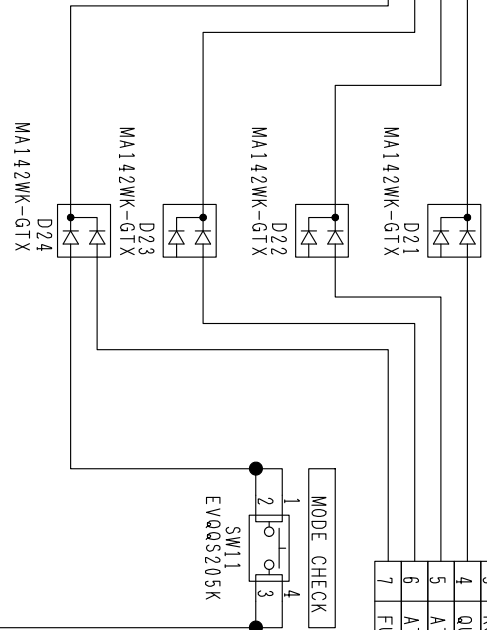 MA142WK-GTX
D24
MA142WK-GTX
D23
MA142WK-GTX
D22
MA142WK-GTX
D21
MODE CHECK
1
2
4
3
SW11
EVQQS205K
4
5
6
7